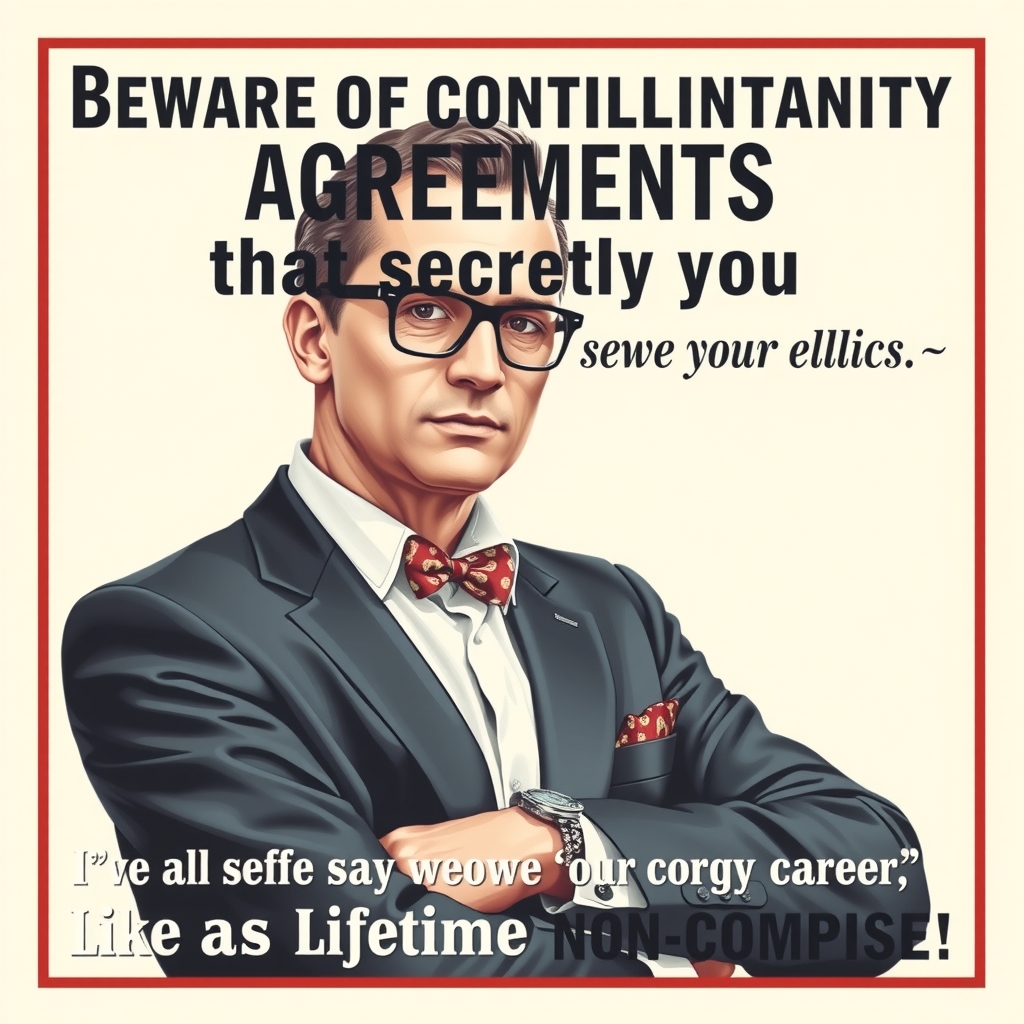 BEWARE OF CONTILLINTANITY
AGREEMENTS
that secretly you
sewe your elllics.~
I"ve all seffe say weowe ‘our corgy career,”
Like as Lifetime NON-COMPISE!